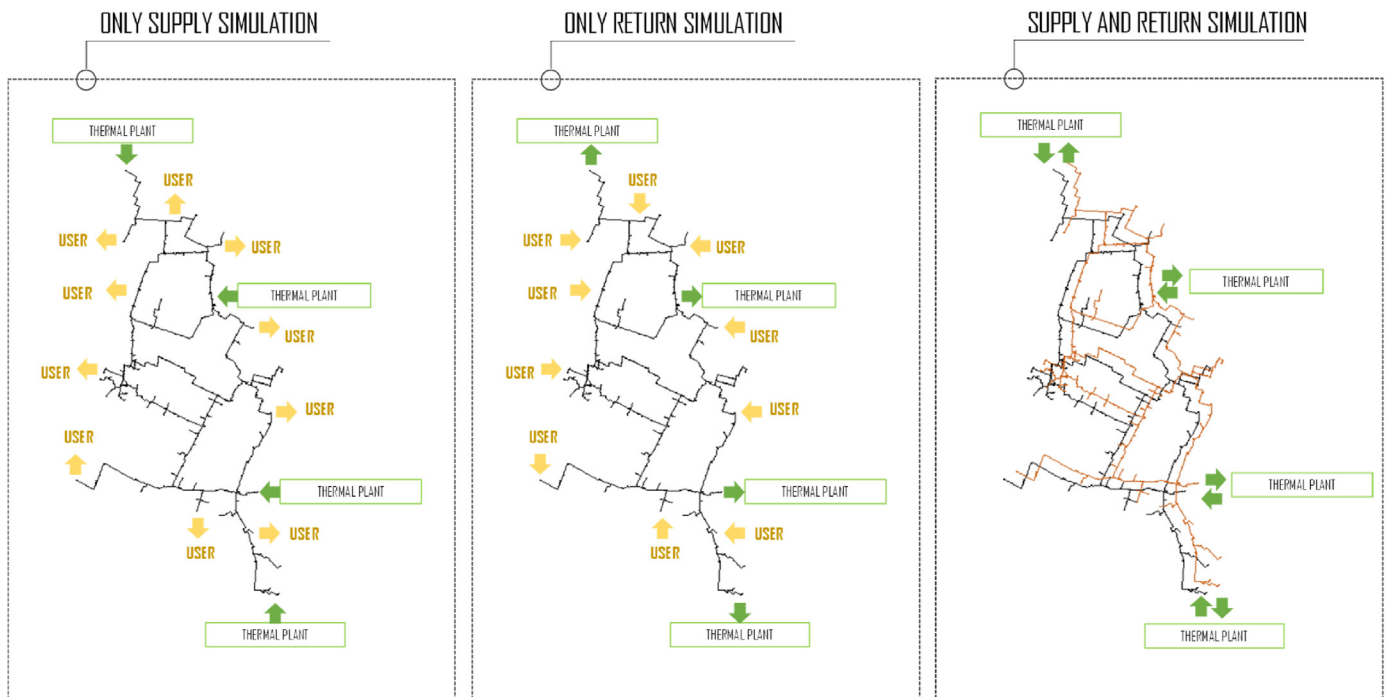 ONLY SUPPLY SIMULATION
THERMAL PLANT
USER
USER
USER
USER
THERMAL PLANT
USER
USER
USER
USER
THERMAL PLANT
USER
USER
THERMAL PLANT
ONLY RETURN SIMULATION
THERMAL PLANT
USER
USER
USER
USER
THERMAL PLANT
USER
USER
USER
USER
THERMAL PLANT
USER
USER
THERMAL PLANT
SUPPLY AND RETURN SIMULATION
THERMAL PLANT
THERMAL PLANT
THERMAL PLANT
THERMAL PLANT